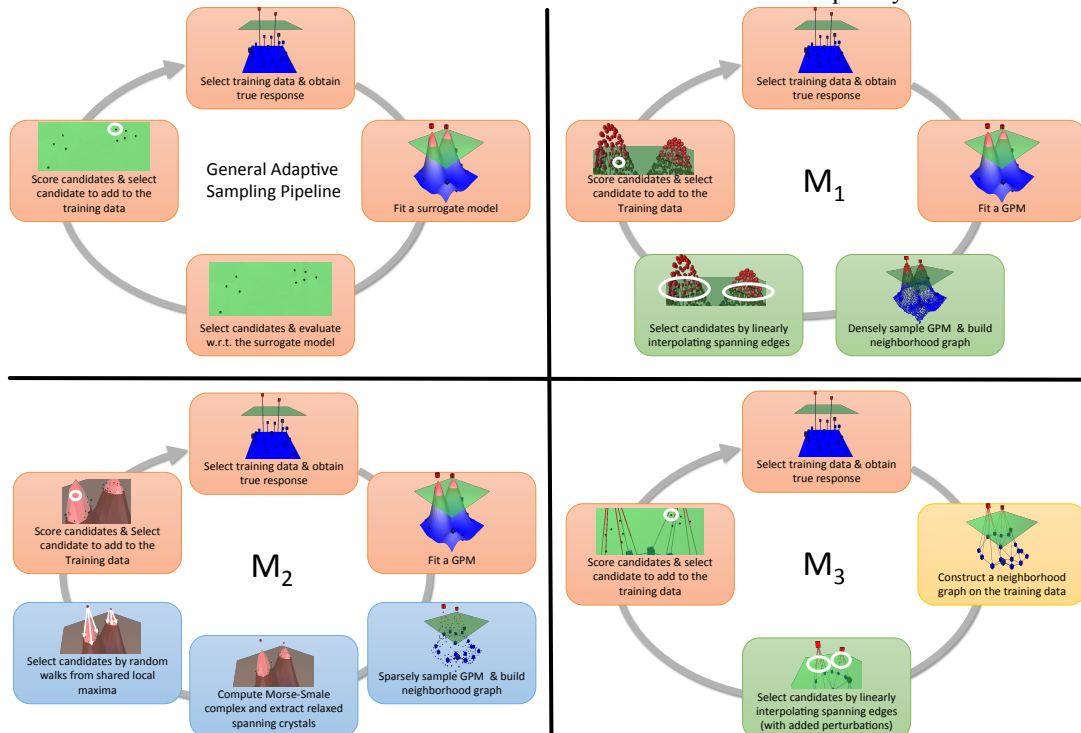 Select training data & obtain
true response
Score candidates & select
candidate to add to the
training data
General Adaptive
Sampling Pipeline
Fit a surrogate model
Select candidates & evaluate
w.r.t. the surrogate model
Select training data & obtain
true response
Score candidates & select
candidate to add to the
Training data
M1
Fit a GPM
Select candidates by linearly
interpolating spanning edges
Densely sample GPM & build
neighborhood graph
Select training data & obtain
true response
Score candidates & Select
candidate to add to the
Training data
M2
Fit a GPM
Select candidates by random
walks from shared local
maxima
Compute Morse-Smale
complex and extract relaxed
spanning crystals
Sparsely sample GPM & build
neighborhood graph
Select training data & obtain
true response
Score candidates & select
candidate to add to the
training data
M3
Construct a neighborhood
graph on the training data
Select candidates by linearly
interpolating spanning edges
(with added perturbations)